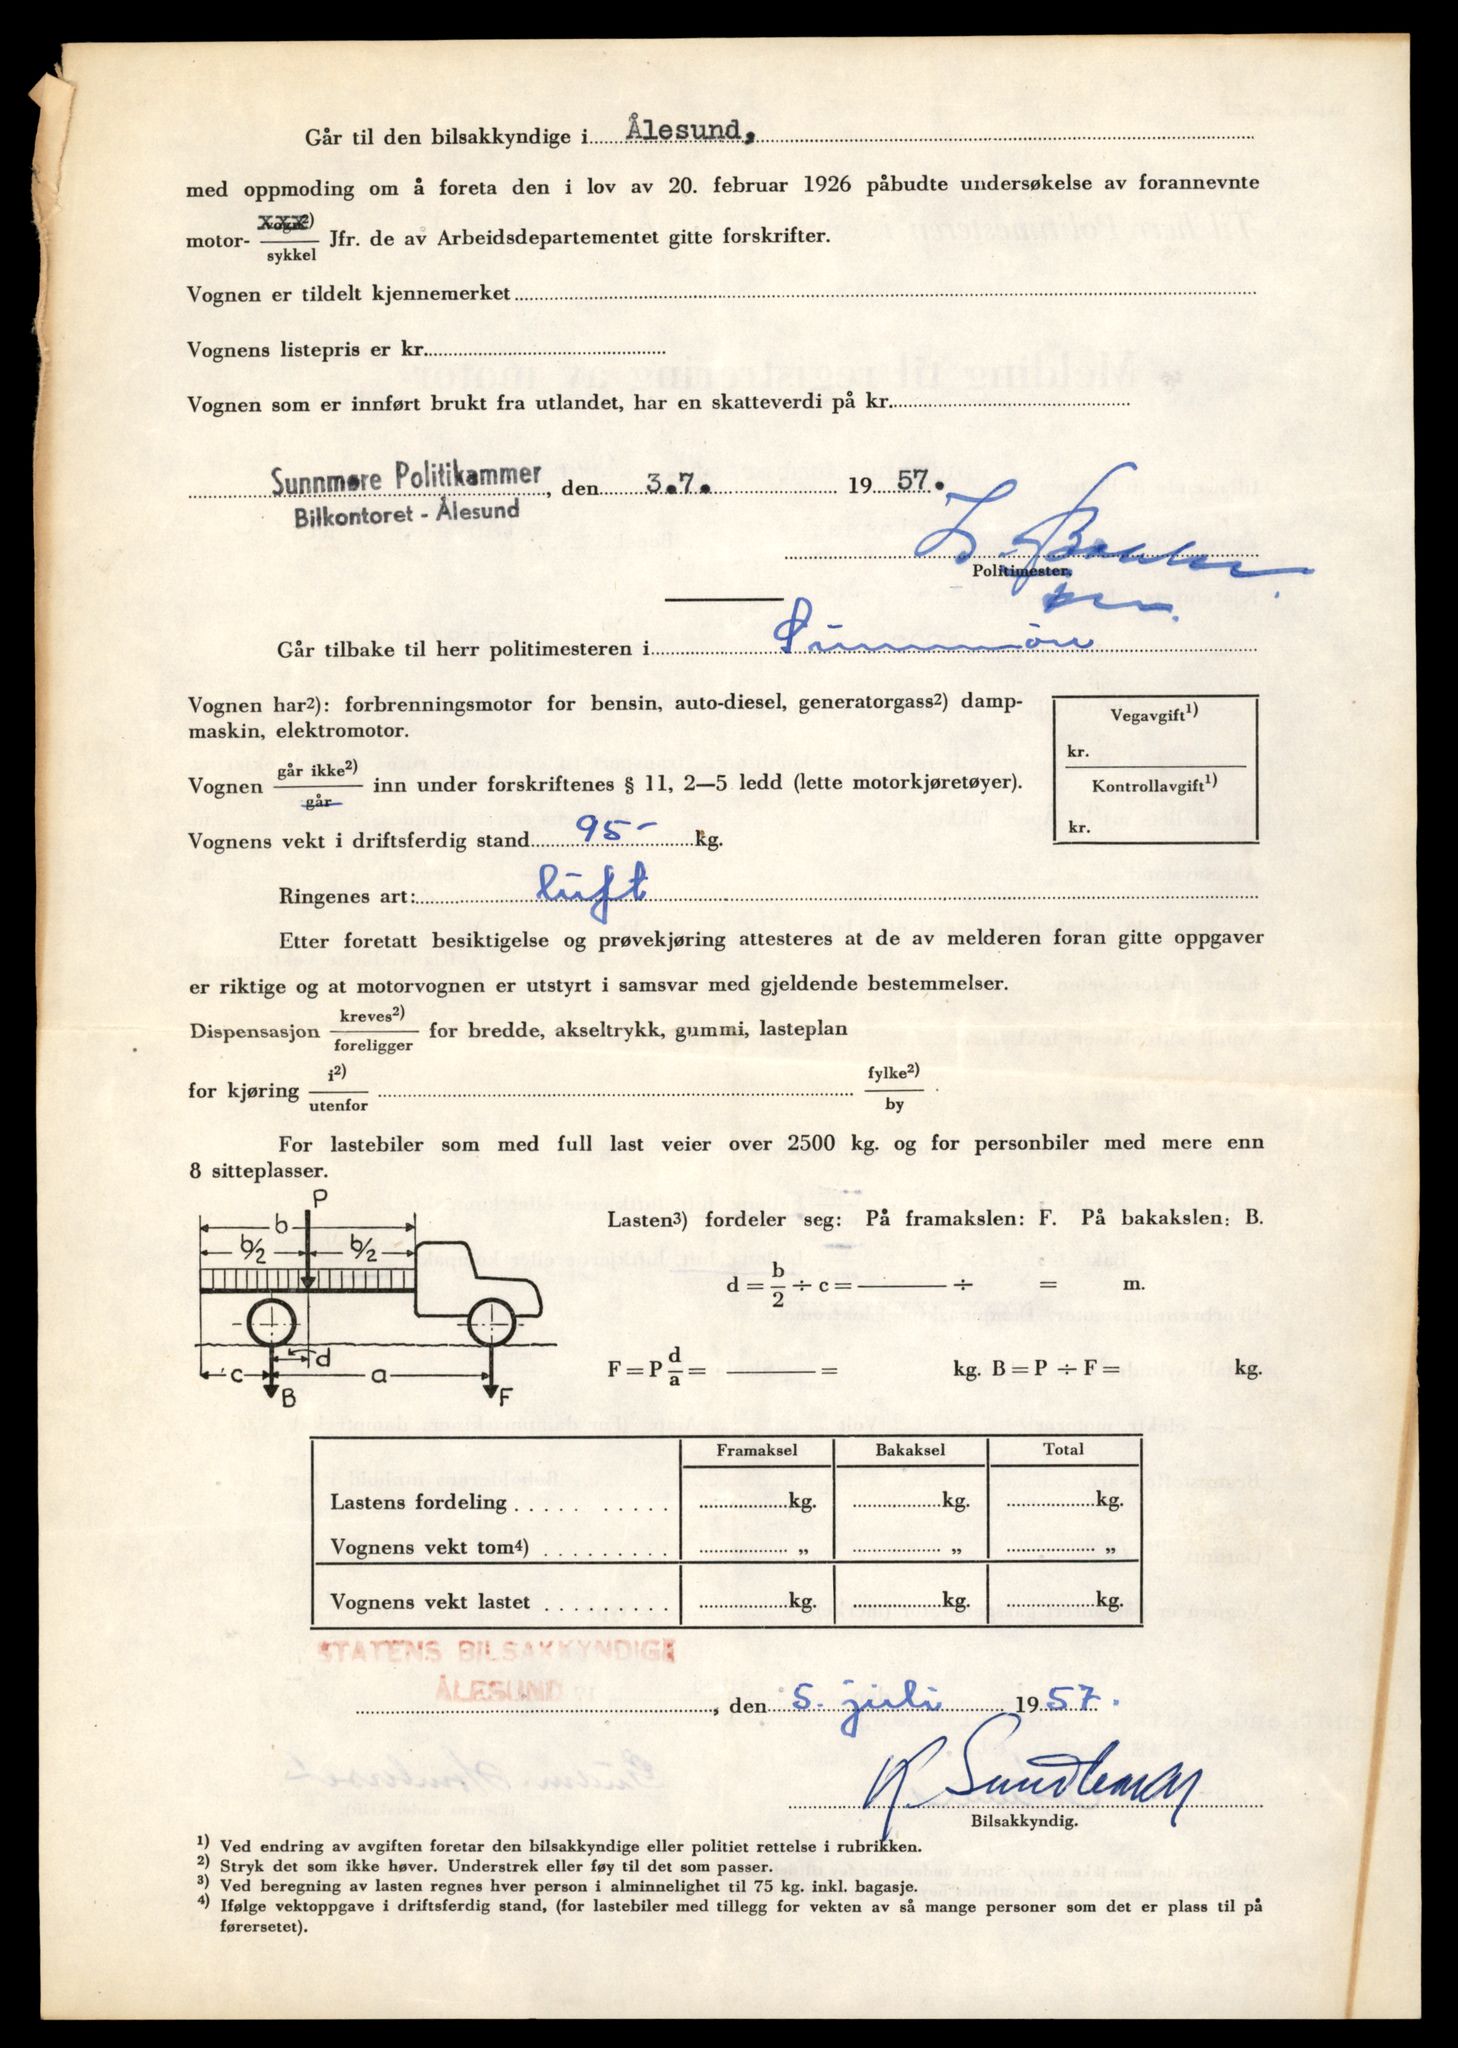 Går til den bilsakkyndige i Ålesund,
med oppmoding om å foreta den i lov av 20. februar 1926 påbudte undersøkelse av forannevnte
motor- vogn²) / sykkel Jfr. de av Arbeidsdepartementet gitte forskrifter.
Vognen er tildelt kjennemerket
Vognens listepris er kr.
Vognen som er innført brukt fra utlandet, har en skatteverdi på kr.
Sunnmøre Politikammer, den 3.7. 1957.
Bilkontoret - Ålesund
Politimester.
Går tilbake til herr politimesteren i Sunnmøre
Vognen har²): forbrenningsmotor for bensin, auto-diesel, generatorgass²) damp-
maskin, elektromotor.
Vegavgift¹)
kr.
Kontrollavgift¹)
kr.
Vognen går ikke²) / går inn under forskriftenes § 11, 2—5 ledd (lette motorkjøretøyer).
Vognens vekt i driftsferdig stand 95- kg.
Ringenes art: luft
Etter foretatt besiktigelse og prøvekjøring attesteres at de av melderen foran gitte oppgaver
er riktige og at motorvognen er utstyrt i samsvar med gjeldende bestemmelser.
Dispensasjon kreves²) / foreligger for bredde, akseltrykk, gummi, lasteplan
for kjøring i²) / utenfor fylke²) / by
For lastebiler som med full last veier over 2500 kg. og for personbiler med mere enn
8 sitteplasser.
P
b
b/2 b/2
d
c a
B F
Lasten³) fordeler seg: På framakslen: F. På bakakslen: B.
d = b/2 ÷ c = ——— ÷ = m.
F = P d/a = ——— = kg. B = P ÷ F = kg.
Framaksel Bakaksel Total
Lastens fordeling . . . . . . . . . kg. kg. kg.
Vognens vekt tom⁴) . . . . . . . . „ „ „
Vognens vekt lastet . . . . . . . . kg. kg. kg.
STATENS BILSAKKYNDIGE
ÅLESUND, den 5. juli 1957.
Bilsakkyndig.
¹) Ved endring av avgiften foretar den bilsakkyndige eller politiet rettelse i rubrikken.
²) Stryk det som ikke høver. Understrek eller føy til det som passer.
³) Ved beregning av lasten regnes hver person i alminnelighet til 75 kg. inkl. bagasje.
⁴) Ifølge vektoppgave i driftsferdig stand, (for lastebiler med tillegg for vekten av så mange personer som det er plass til på
førersetet).